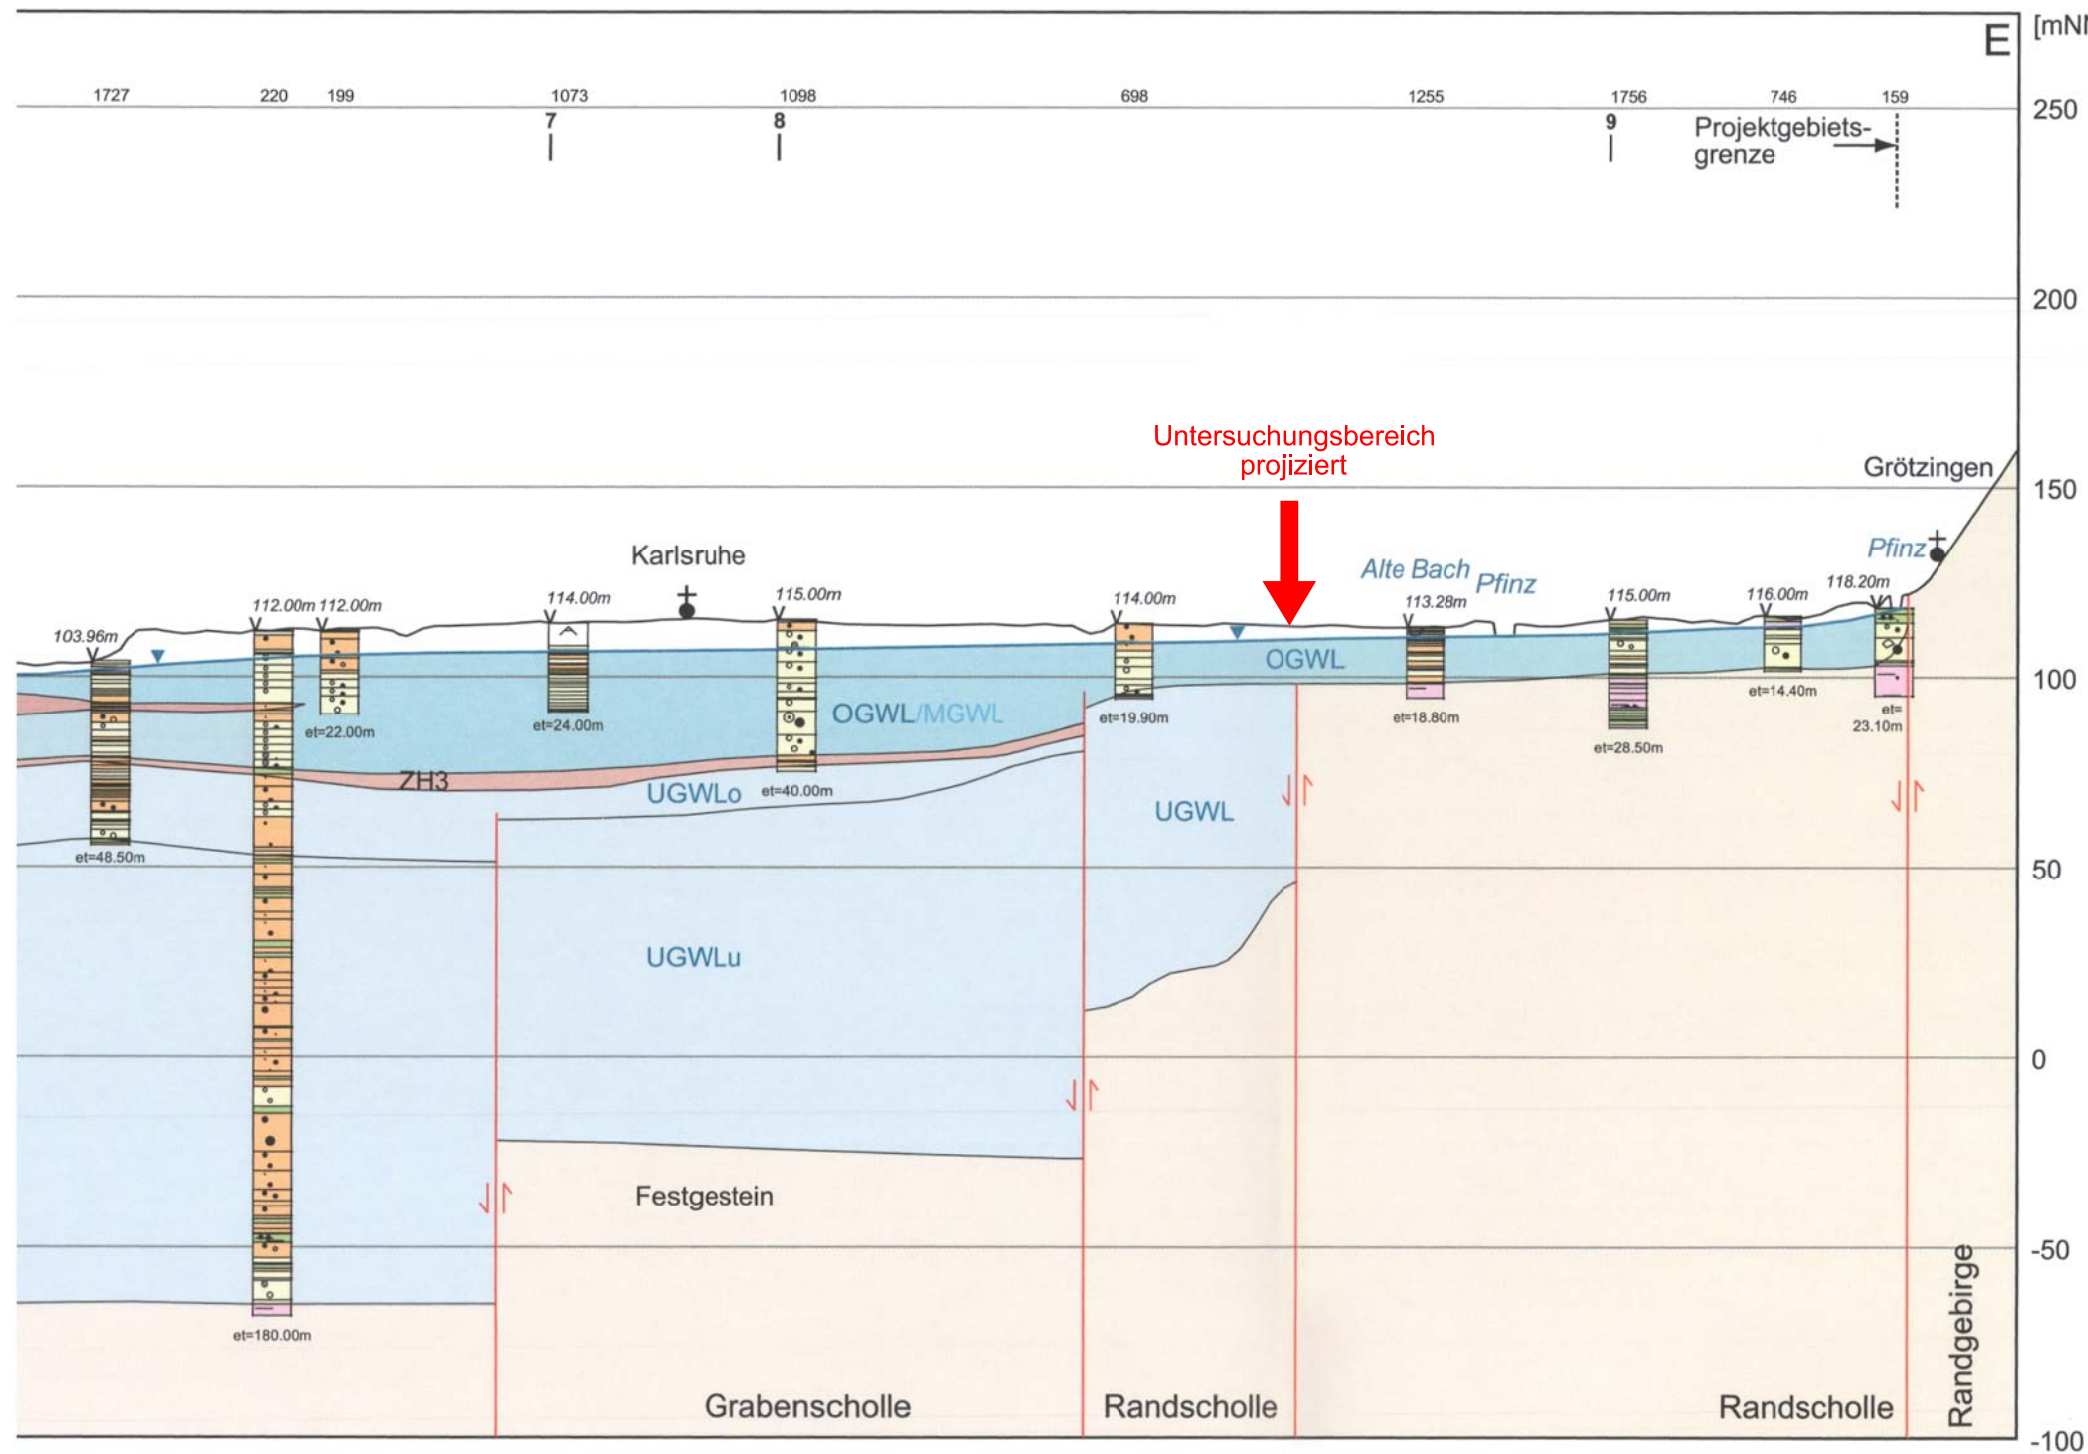 E
[mNN
1727 220 199 1073 1098 698 1255 1756 746 159
250
7 8 9
Projektgebiets-
grenze
200
Untersuchungsbereich
projiziert
Grötzingen
150
Karlsruhe
Alte Bach Pfinz Pfinz
103.96m 112.00m 112.00m 114.00m 115.00m 114.00m 113.28m 115.00m 116.00m 118.20m
OGWL
100
OGWL/MGWL
et=22.00m et=24.00m et=19.90m et=18.80m et=28.50m et=14.40m et=
23.10m
ZH3
UGWLo et=40.00m
UGWL
et=48.50m
50
UGWLu
0
Festgestein
-50
et=180.00m
Grabenscholle Randscholle Randscholle
Randgebirge
-100